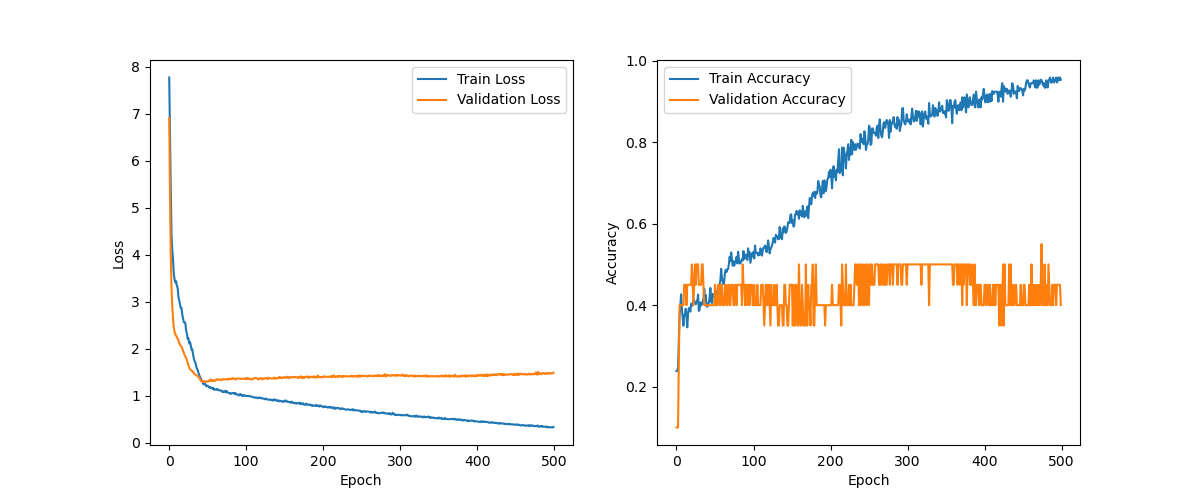 Train Loss
Validation Loss
8
7
6
5
4
3
2
1
0
Loss
0 100 200 300 400 500
Epoch
Train Accuracy
Validation Accuracy
1.0
0.8
0.6
0.4
0.2
Accuracy
0 100 200 300 400 500
Epoch